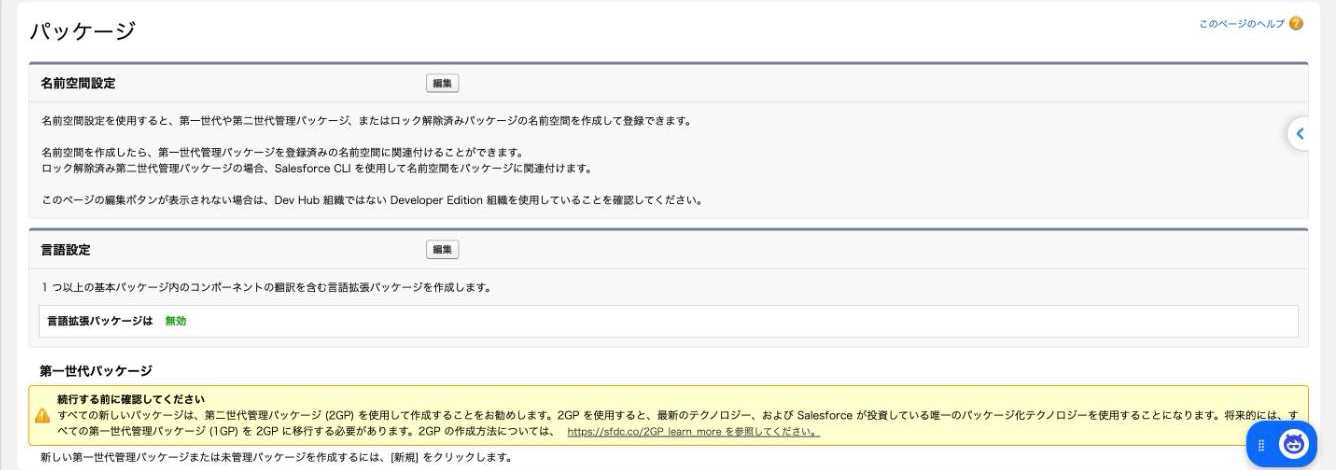 パッケージ
このページのヘルプ
名前空間設定
編集
名前空間設定を使用すると、第一世代や第二世代管理パッケージ、またはロック解除済みパッケージの名前空間を作成して登録できます。
名前空間を作成したら、第一世代管理パッケージを登録済みの名前空間に関連付けることができます。
ロック解除済み第二世代管理パッケージの場合、Salesforce CLI を使用して名前空間をパッケージに関連付けます。
このページの編集ボタンが表示されない場合は、Dev Hub 組織ではない Developer Edition 組織を使用していることを確認してください。
言語設定
編集
1 つ以上の基本パッケージ内のコンポーネントの翻訳を含む言語拡張パッケージを作成します。
言語拡張パッケージは 無効
第一世代パッケージ
続行する前に確認してください
すべての新しいパッケージは、第二世代管理パッケージ (2GP) を使用して作成することをお勧めします。2GP を使用すると、最新のテクノロジー、および Salesforce が投資している唯一のパッケージ化テクノロジーを使用することになります。将来的には、す
べての第一世代管理パッケージ (1GP) を 2GP に移行する必要があります。2GP の作成方法については、 https://sfdc.co/2GP_learn_more を参照してください。
新しい第一世代管理パッケージまたは未管理パッケージを作成するには、[新規] をクリックします。